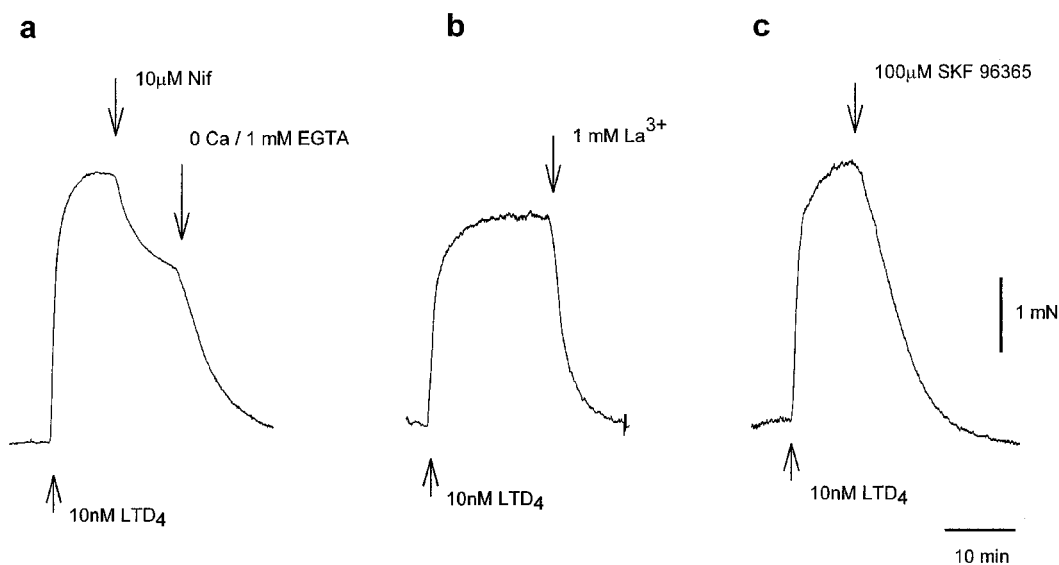 a
b
c
10μM Nif
100μM SKF 96365
0 Ca / 1 mM EGTA
1 mM La3+
1 mN
10nM LTD4
10nM LTD4
10nM LTD4
10 min